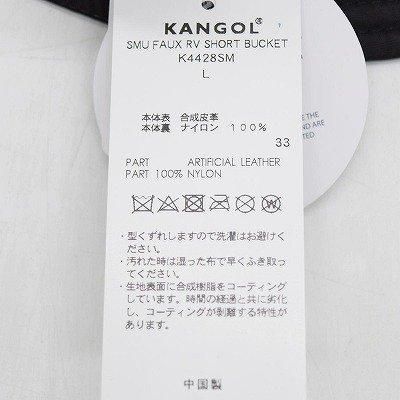 KANGOL®
SMU FAUX RV SHORT BUCKET
K4428SM
L
本体表 合成皮革
本体裏 ナイロン 100%
33
PART ARTIFICIAL LEATHER
PART 100% NYLON
・型くずれしますので洗濯はお避けく
ださい。
・汚れた時は湿った布で早くふき取っ
てください。
・生地表面に合成樹脂をコーティング
しています。時間の経過と共に劣化
し、コーティングが剥離する特性が
あります。
中国製
AND ARE